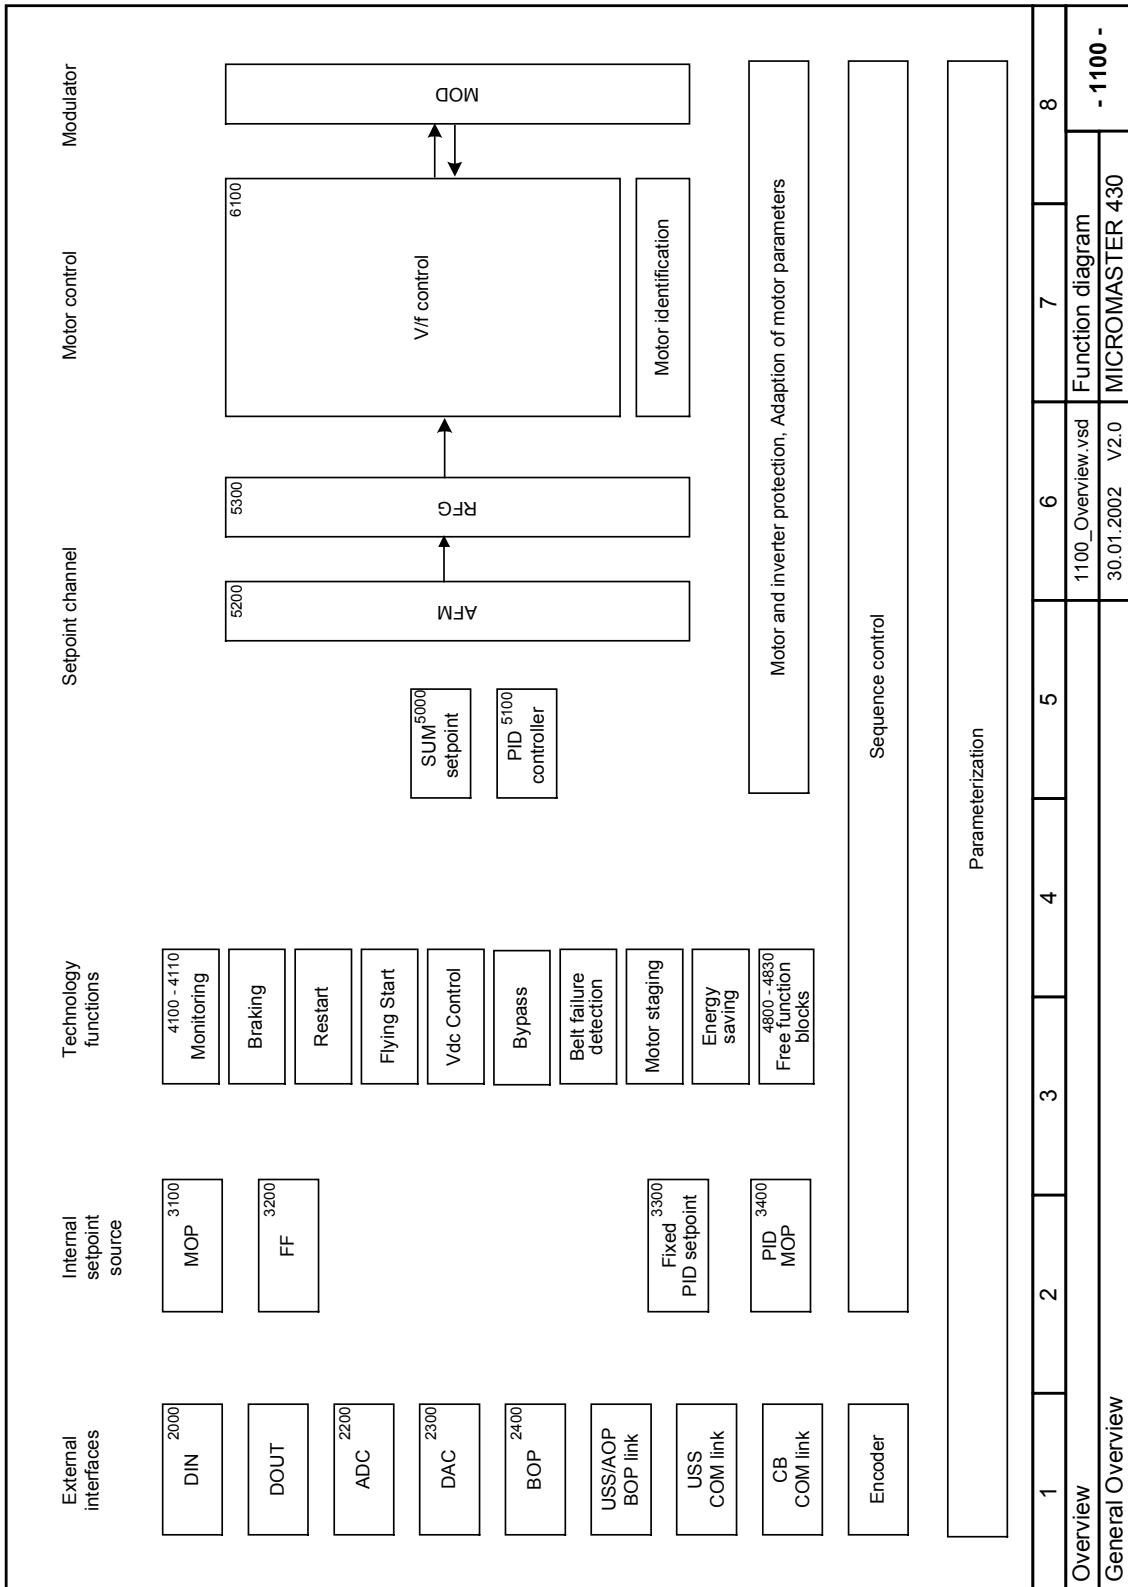 External
interfaces
Internal
setpoint
source
Technology
functions
Setpoint channel
Motor control
Modulator
2000
DIN
DOUT
2200
ADC
2300
DAC
2400
BOP
USS/AOP
BOP link
USS
COM link
CB
COM link
Encoder
3100
MOP
3200
FF
3300
Fixed
PID setpoint
3400
PID
MOP
4100 - 4110
Monitoring
Braking
Restart
Flying Start
Vdc Control
Bypass
Belt failure
detection
Motor staging
Energy
saving
4800 - 4830
Free function
blocks
5000
SUM
setpoint
5100
PID
controller
5200
AFM
5300
RFG
6100
V/f control
Motor identification
MOD
Motor and inverter protection, Adaption of motor parameters
Sequence control
Parameterization
1 2 3 4 5 6 7 8
Overview
1100_Overview.vsd
Function diagram
- 1100 -
General Overview
30.01.2002 V2.0
MICROMASTER 430